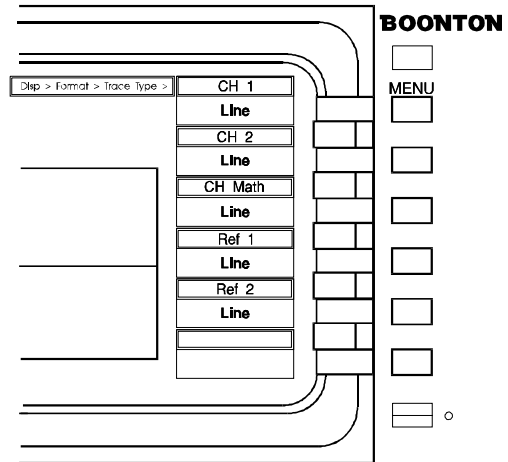 BOONTON
MENU
Disp > Format > Trace Type >
CH 1
Line
CH 2
Line
CH Math
Line
Ref 1
Line
Ref 2
Line